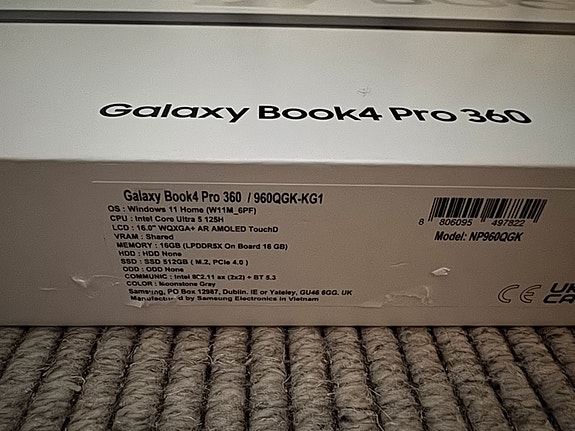 Galaxy Book4 Pro 360
Galaxy Book4 Pro 360 / 960QGK-KG1
OS : Windows 11 Home (W11M_6PF)
CPU : Intel Core Ultra 5 125H
LCD : 16.0" WQXGA+ AR AMOLED TouchD
VRAM : Shared
MEMORY : 16GB (LPDDR5X On Board 16 GB)
HDD : HDD None
SSD : SSD 512GB ( M.2, PCIe 4.0 )
ODD : ODD None
COMMUNIC : Intel 802.11 ax (2x2) + BT 5.3
COLOR : Moonstone Gray
Samsung, PO Box 12987, Dublin, IE or Yateley, GU46 6GG, UK
Manufactured by Samsung Electronics in Vietnam
8 806095 497822
Model: NP960QGK
CE
UK
CA